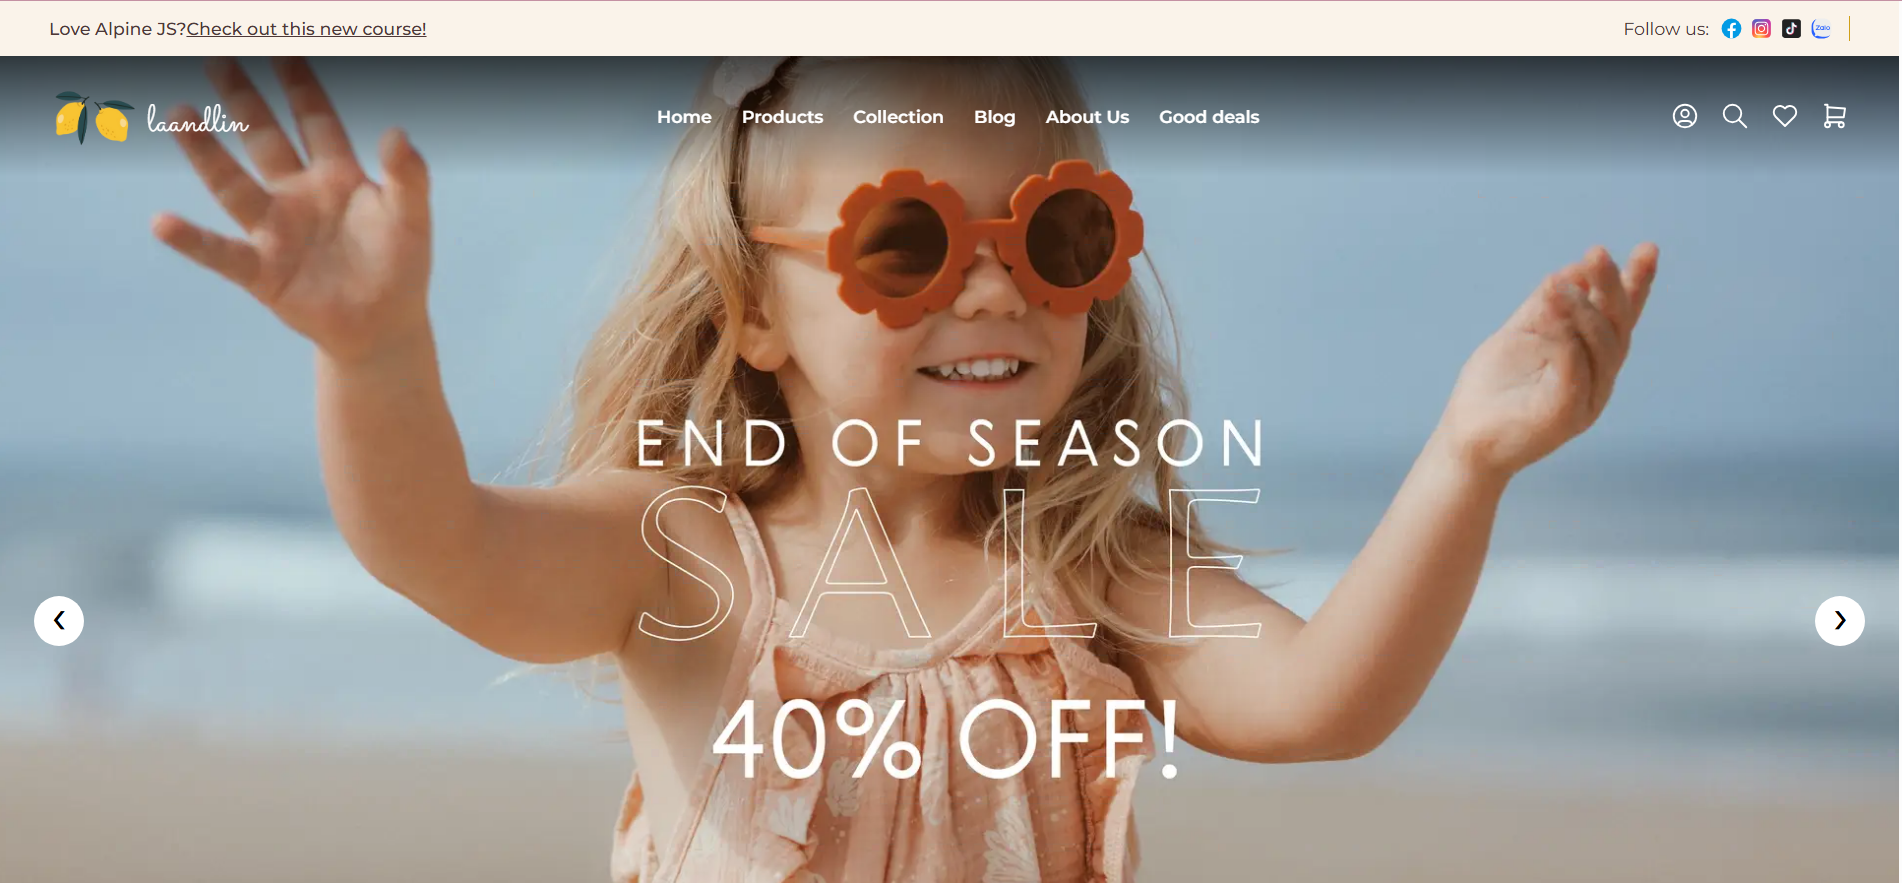 Love Alpine JS?Check out this new course!
Follow us:
Zalo
laandlin
Home Products Collection Blog About Us Good deals
END OF SEASON
SALE
40% OFF!